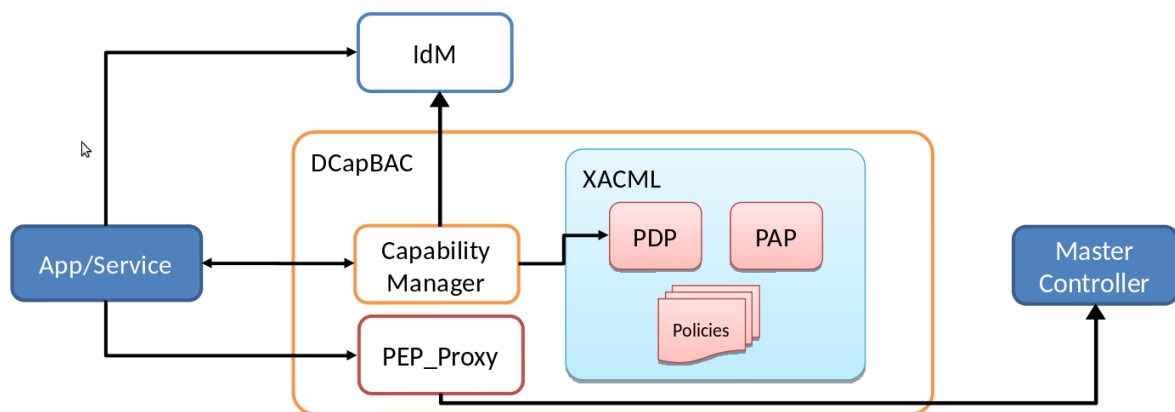 IdM
DCapBAC
XACML
PDP
PAP
App/Service
Capability
Manager
Master
Controller
Policies
PEP_Proxy